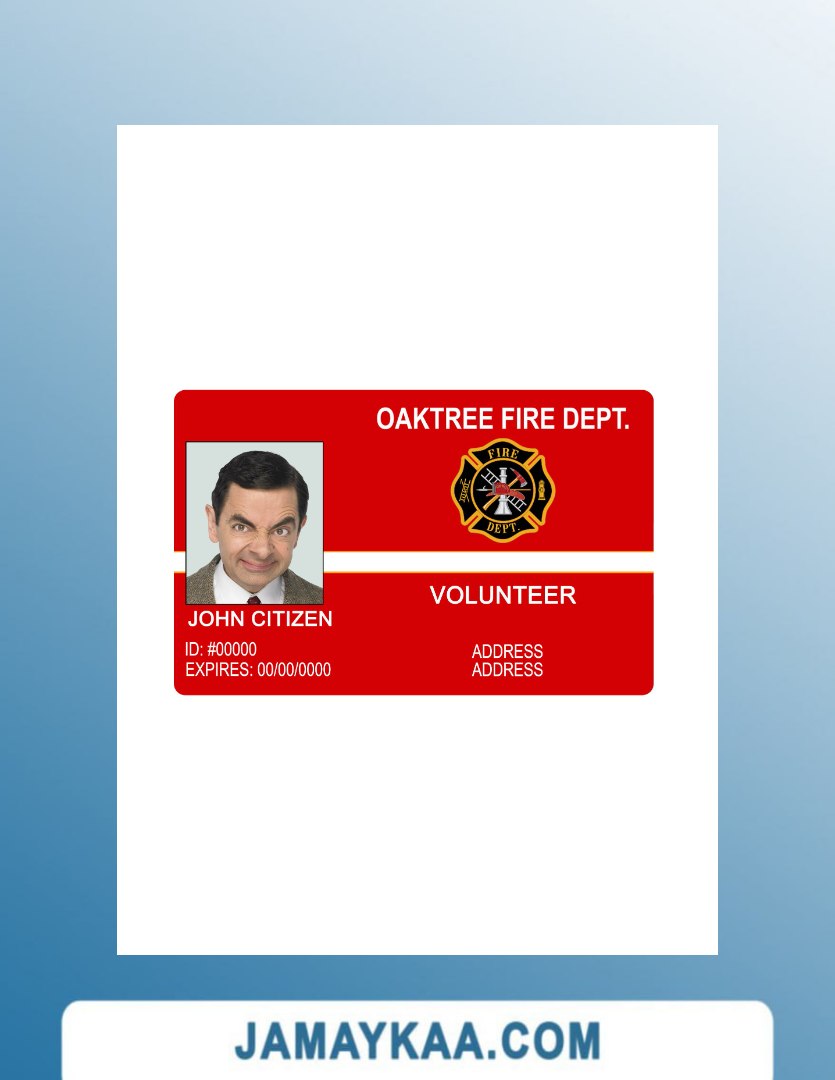 OAKTREE FIRE DEPT.
FIRE
DEPT.
VOLUNTEER
JOHN CITIZEN
ID: #00000
EXPIRES: 00/00/0000
ADDRESS
ADDRESS
JAMAYKAA.COM